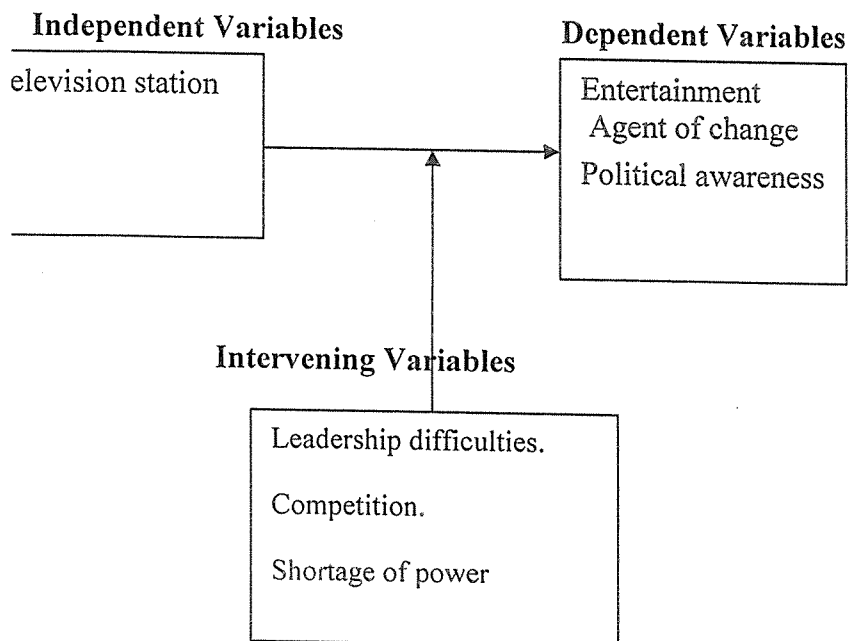 Independent Variables
Dependent Variables
elevision station
Entertainment
Agent of change
Political awareness
Intervening Variables
Leadership difficulties.
Competition.
Shortage of power